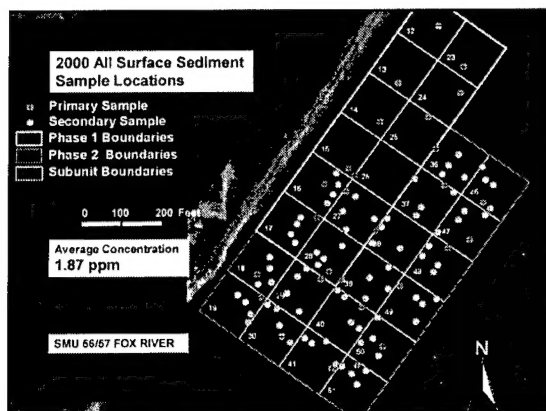 2000 All Surface Sediment
Sample Locations
Primary Sample
Secondary Sample
Phase 1 Boundaries
Phase 2 Boundaries
Subunit Boundaries
0 100 200 Feet
Average Concentration
1.87 ppm
SMU 56/57 FOX RIVER
N
12
23
13
24
14
25
15
36
26
16
46
37
27
17
47
38
28
48
18
39
29
49
19
40
30
50
41
51